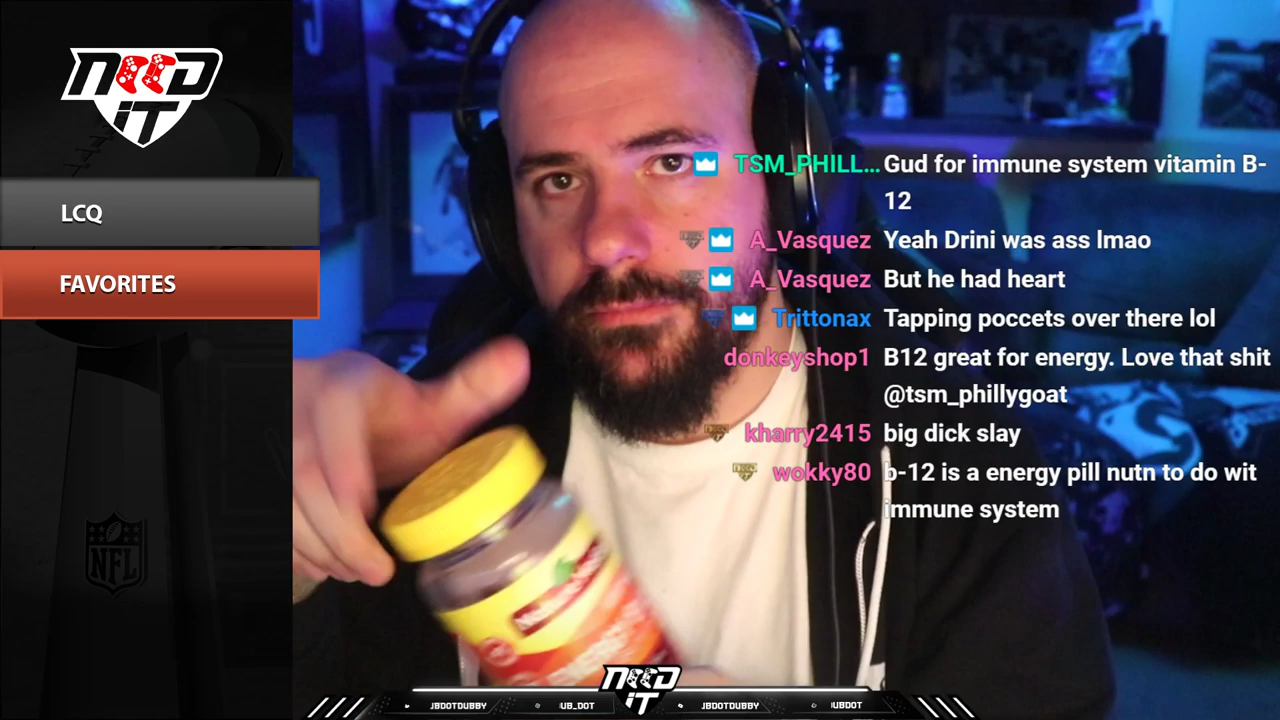 NEED
iT
LCQ
FAVORITES
NFL
TSM_PHILL... Gud for immune system vitamin B-
12
A_Vasquez Yeah Drini was ass lmao
A_Vasquez But he had heart
Trittonax Tapping poccets over there lol
donkeyshop1 B12 great for energy. Love that shit
@tsm_phillygoat
kharry2415 big dick slay
wokky80 b-12 is a energy pill nutn to do wit
immune system
NEED
iT
JBDOTDUBBY UB_DOT JBDOTDUBBY UBDOT